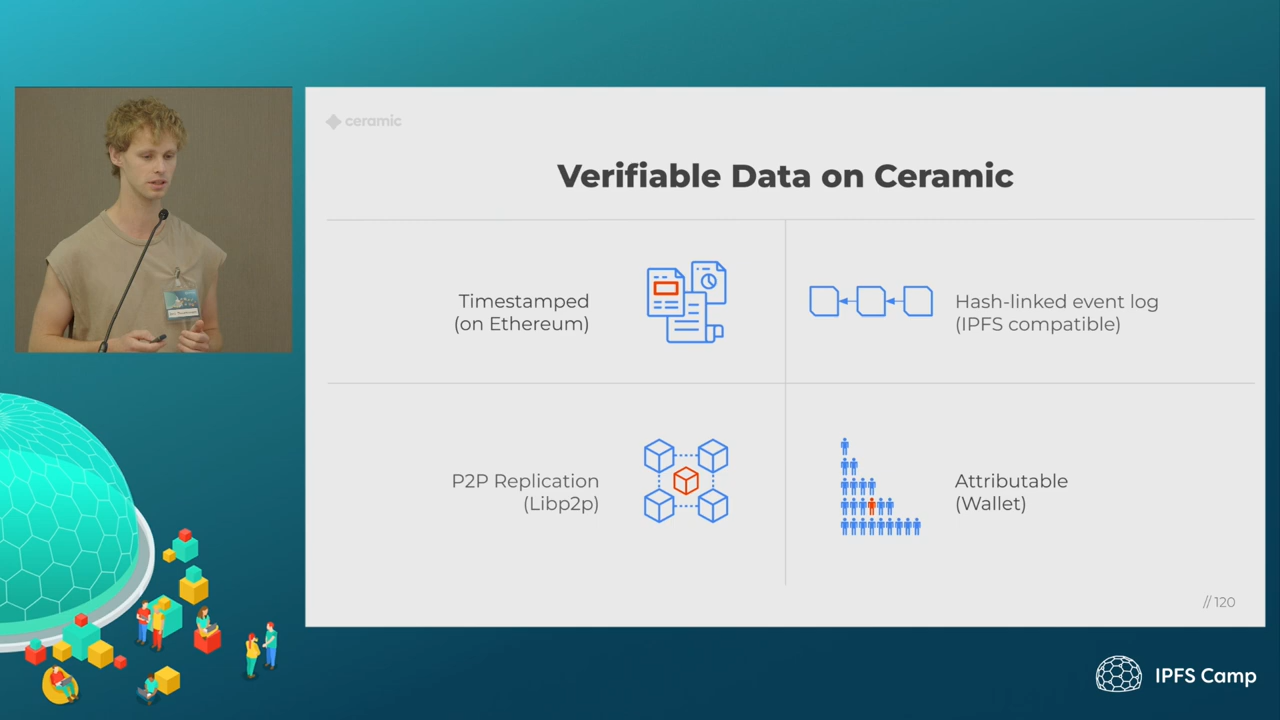 ceramic
Verifiable Data on Ceramic
Timestamped
(on Ethereum)
Hash-linked event log
(IPFS compatible)
P2P Replication
(Libp2p)
Attributable
(Wallet)
// 120
IPFS Camp